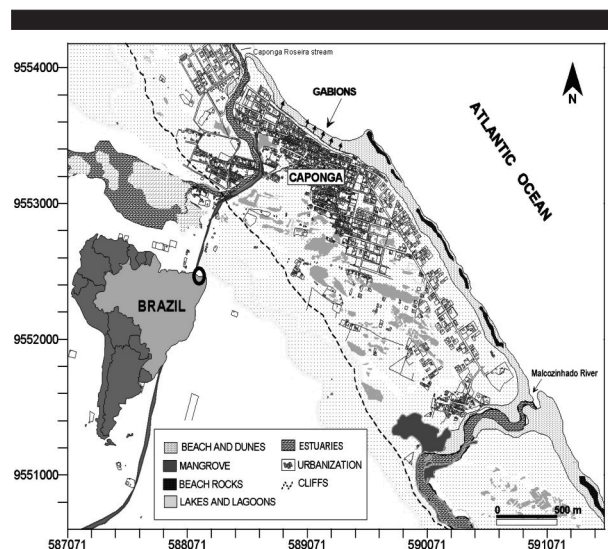 Caponga Roseira stream
9554000
GABIONS
N
ATLANTIC OCEAN
CAPONGA
9553000
BRAZIL
9552000
Malcozinhado River
BEACH AND DUNES
ESTUARIES
MANGROVE
URBANIZATION
BEACH ROCKS
CLIFFS
LAKES AND LAGOONS
9551000
0 500 m
587071 588071 589071 590071 591071